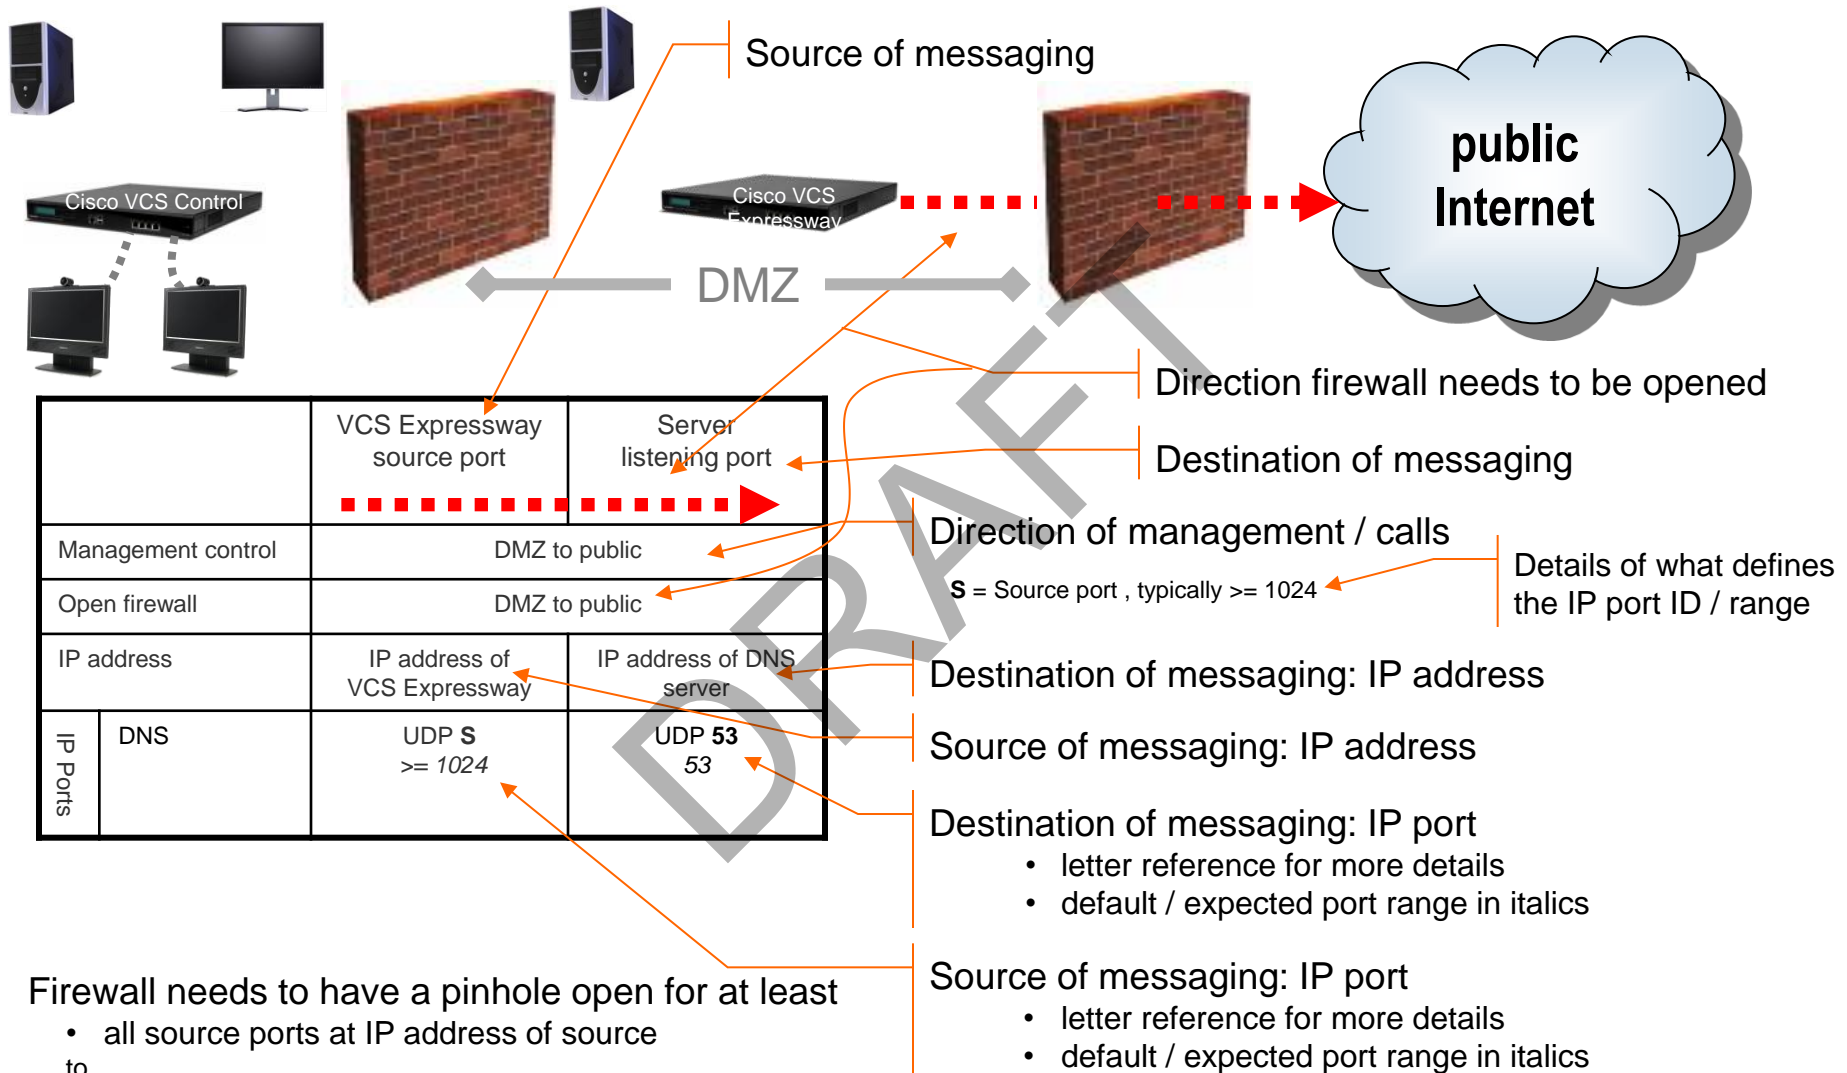 Source of messaging
public
Internet
Cisco VCS Control
Cisco VCS
Expressway
DMZ
Direction firewall needs to be opened
VCS Expressway
source port
Server
listening port
Destination of messaging
Management control
DMZ to public
Direction of management / calls
Open firewall
DMZ to public
S = Source port , typically >= 1024
Details of what defines
the IP port ID / range
IP address
IP address of
VCS Expressway
IP address of DNS
server
Destination of messaging: IP address
Source of messaging: IP address
IP Ports
DNS
UDP S
>= 1024
UDP 53
53
Destination of messaging: IP port
• letter reference for more details
• default / expected port range in italics
Source of messaging: IP port
• letter reference for more details
• default / expected port range in italics
Firewall needs to have a pinhole open for at least
• all source ports at IP address of source
to
DRAFT